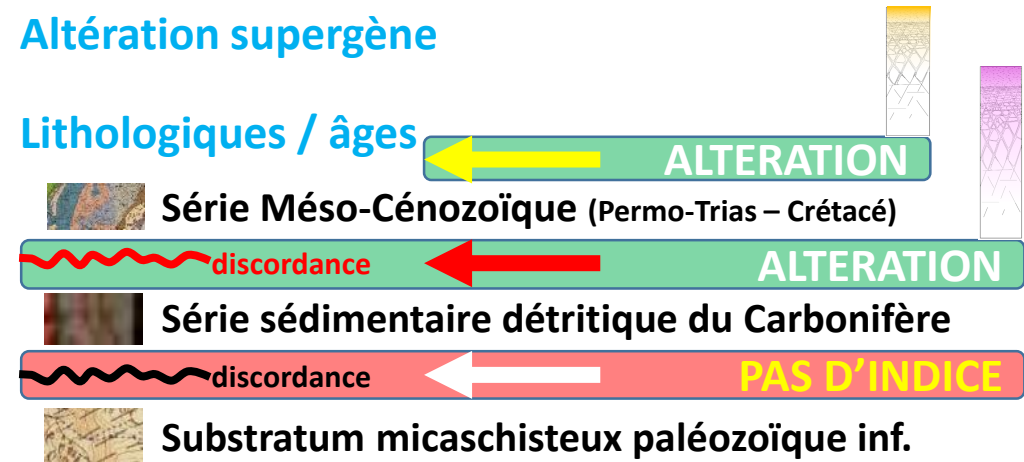 Altération supergène
Lithologiques / âges
ALTERATION
Série Méso-Cénozoïque (Permo-Trias – Crétacé)
discordance ALTERATION
Série sédimentaire détritique du Carbonifère
discordance PAS D’INDICE
Substratum micaschisteux paléozoïque inf.